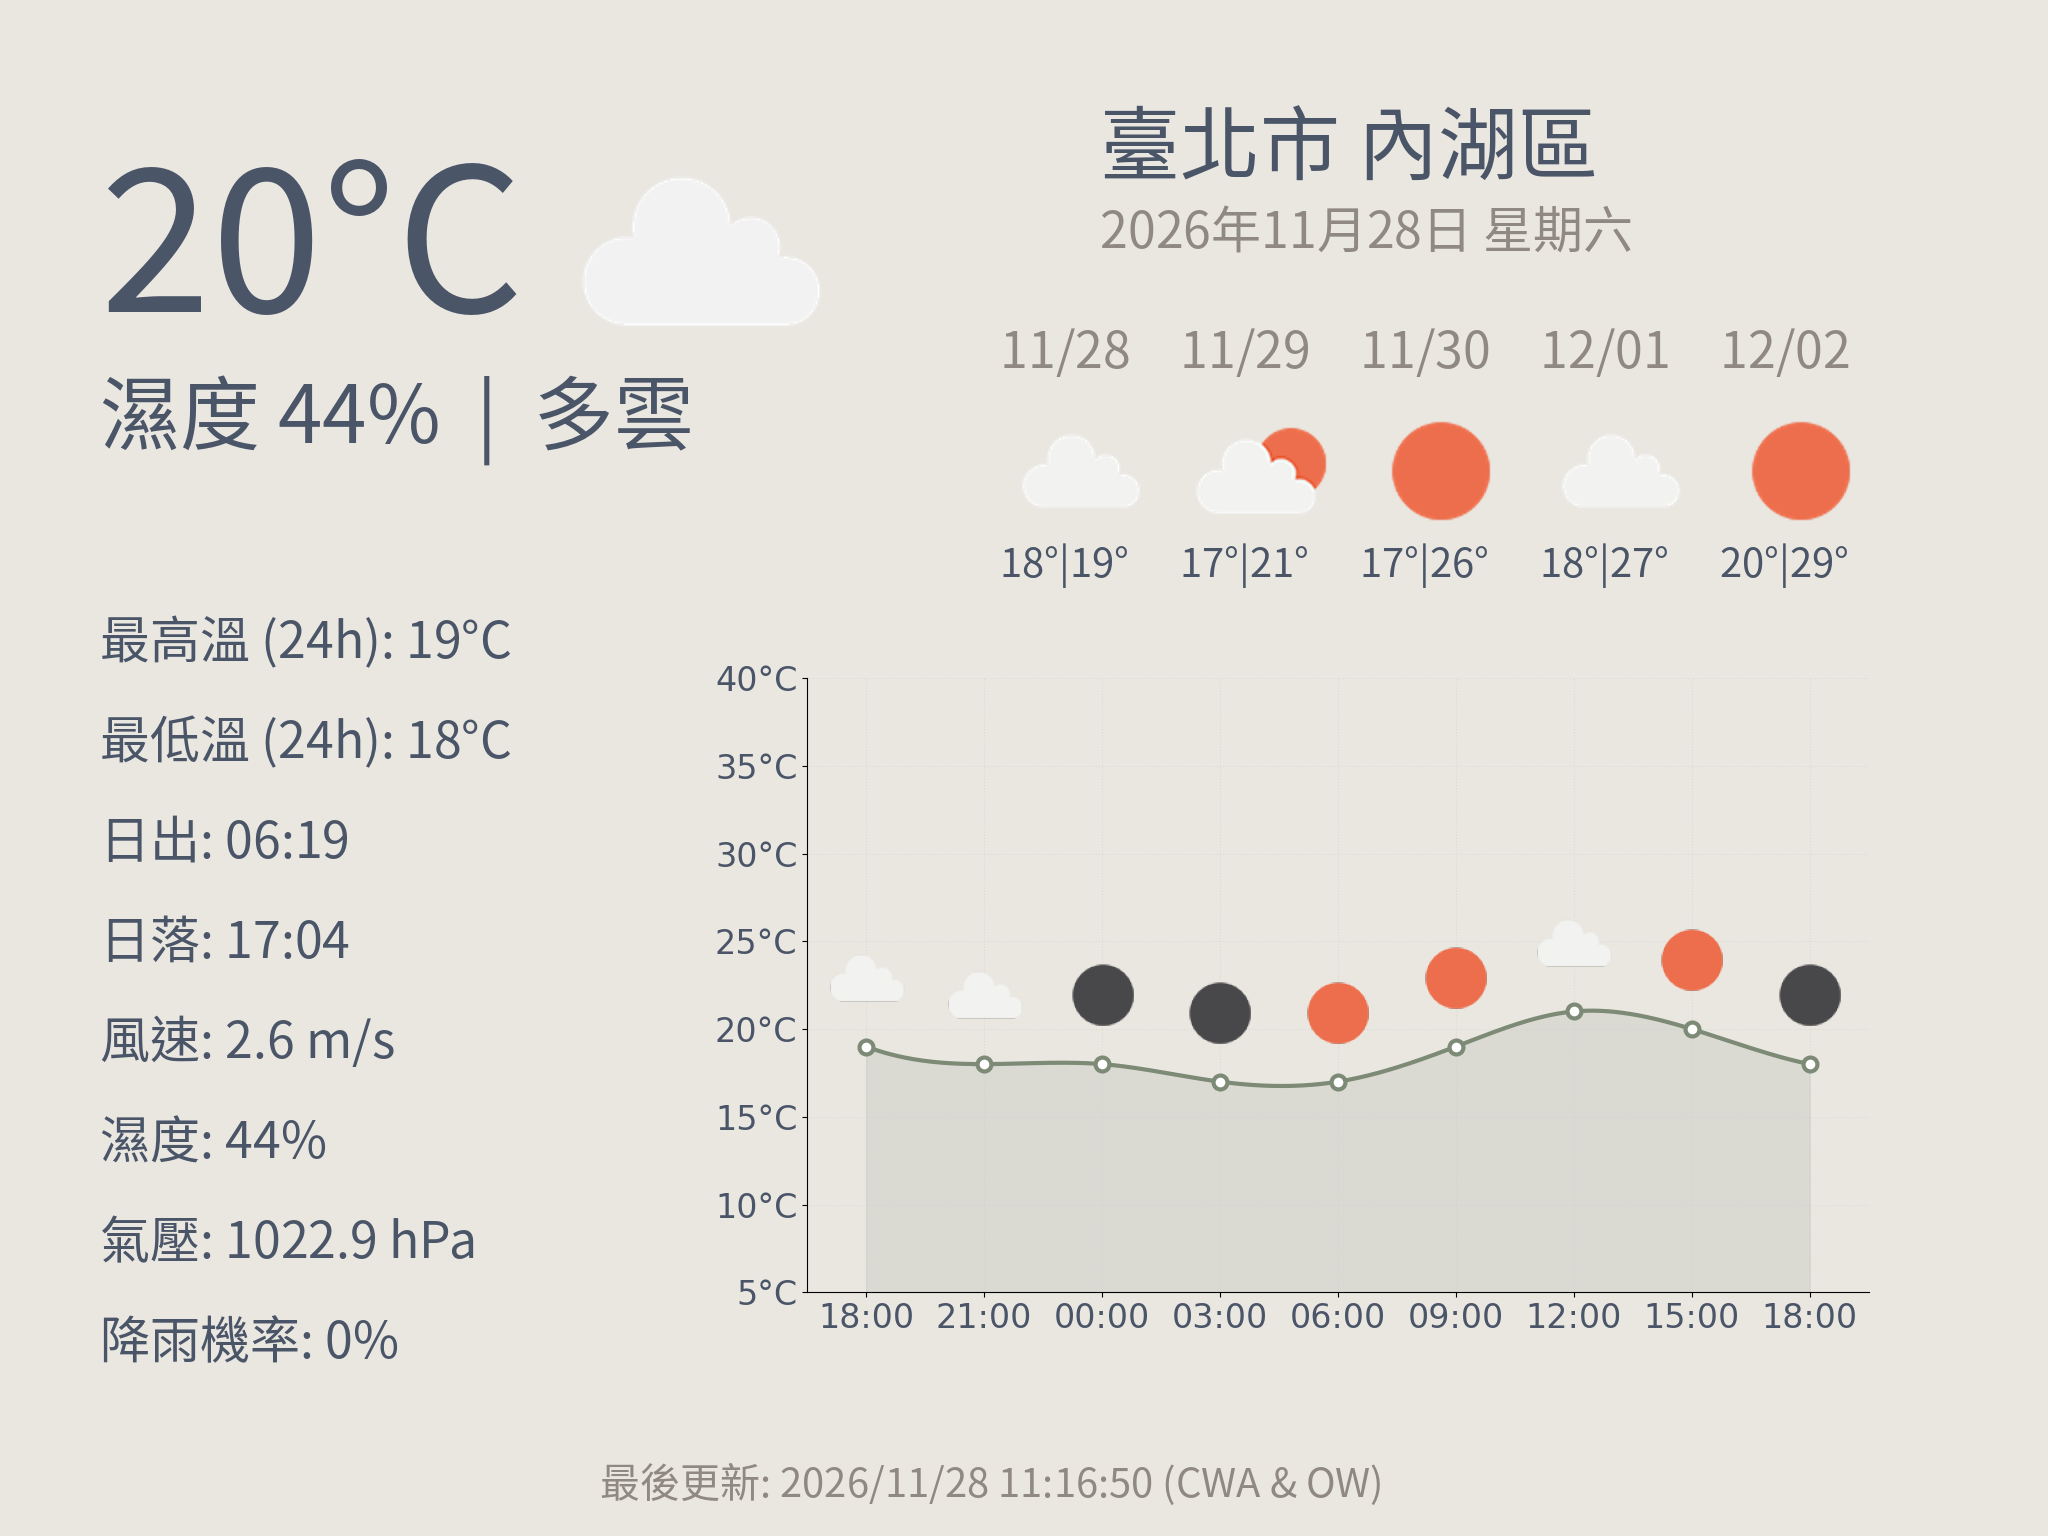 20°C
濕度 44% | 多雲
臺北市 內湖區
2026年11月28日 星期六
11/28 11/29 11/30 12/01 12/02
18°|19° 17°|21° 17°|26° 18°|27° 20°|29°
最高溫 (24h): 19°C
最低溫 (24h): 18°C
日出: 06:19
日落: 17:04
風速: 2.6 m/s
濕度: 44%
氣壓: 1022.9 hPa
降雨機率: 0%
40°C
35°C
30°C
25°C
20°C
15°C
10°C
5°C
18:00 21:00 00:00 03:00 06:00 09:00 12:00 15:00 18:00
最後更新: 2026/11/28 11:16:50 (CWA & OW)